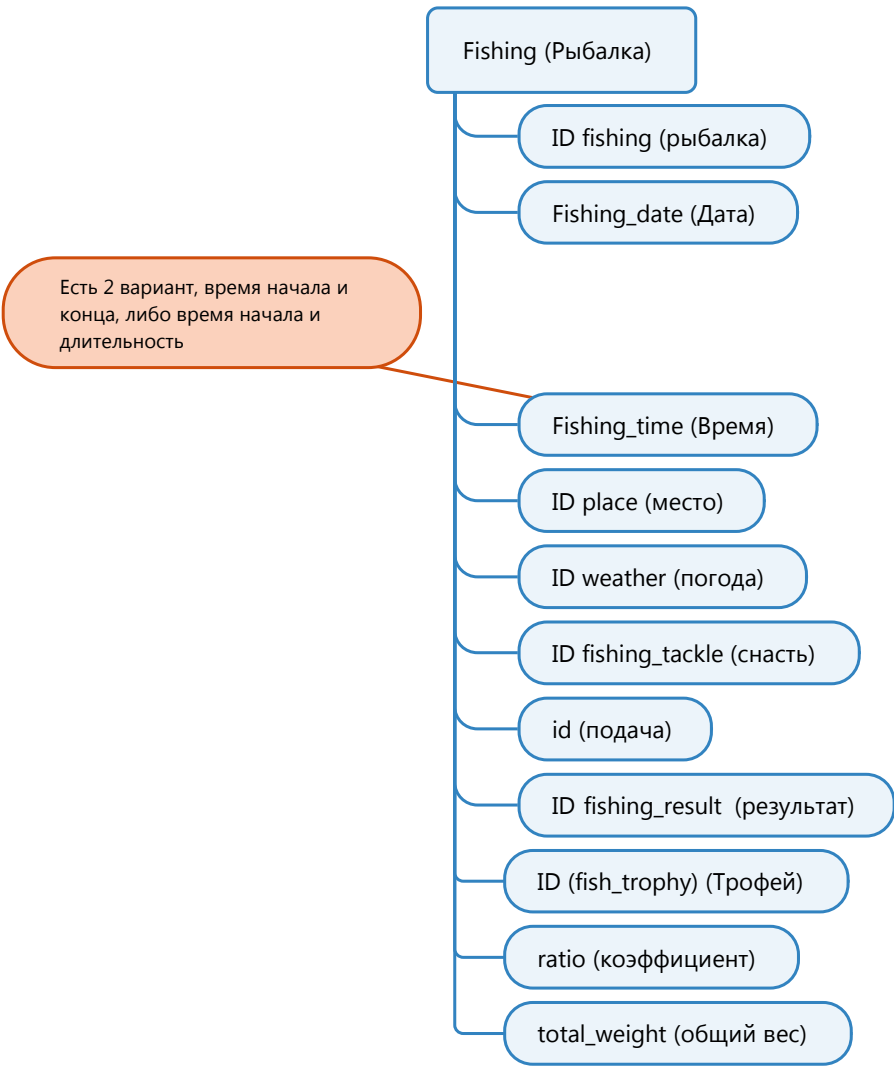 Fishing (Рыбалка)
ID fishing (рыбалка)
Fishing_date (Дата)
Есть 2 вариант, время начала и
конца, либо время начала и
длительность
Fishing_time (Время)
ID place (место)
ID weather (погода)
ID fishing_tackle (снасть)
id (подача)
ID fishing_result (результат)
ID (fish_trophy) (Трофей)
ratio (коэффициент)
total_weight (общий вес)